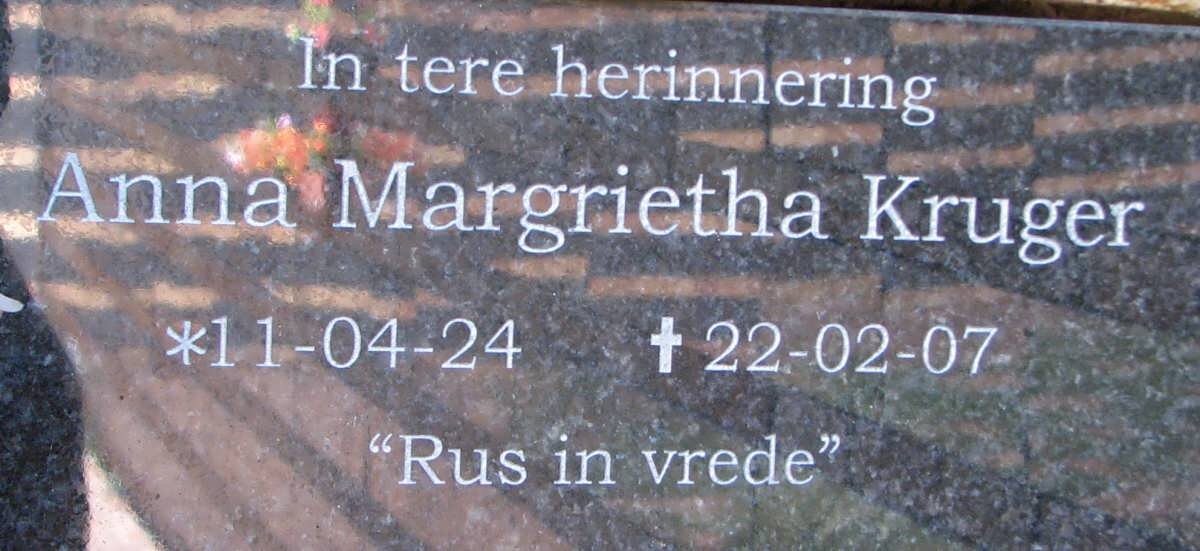 In tere herinnering
Anna Margrietha Kruger
*11-04-24 ✝ 22-02-07
“Rus in vrede”